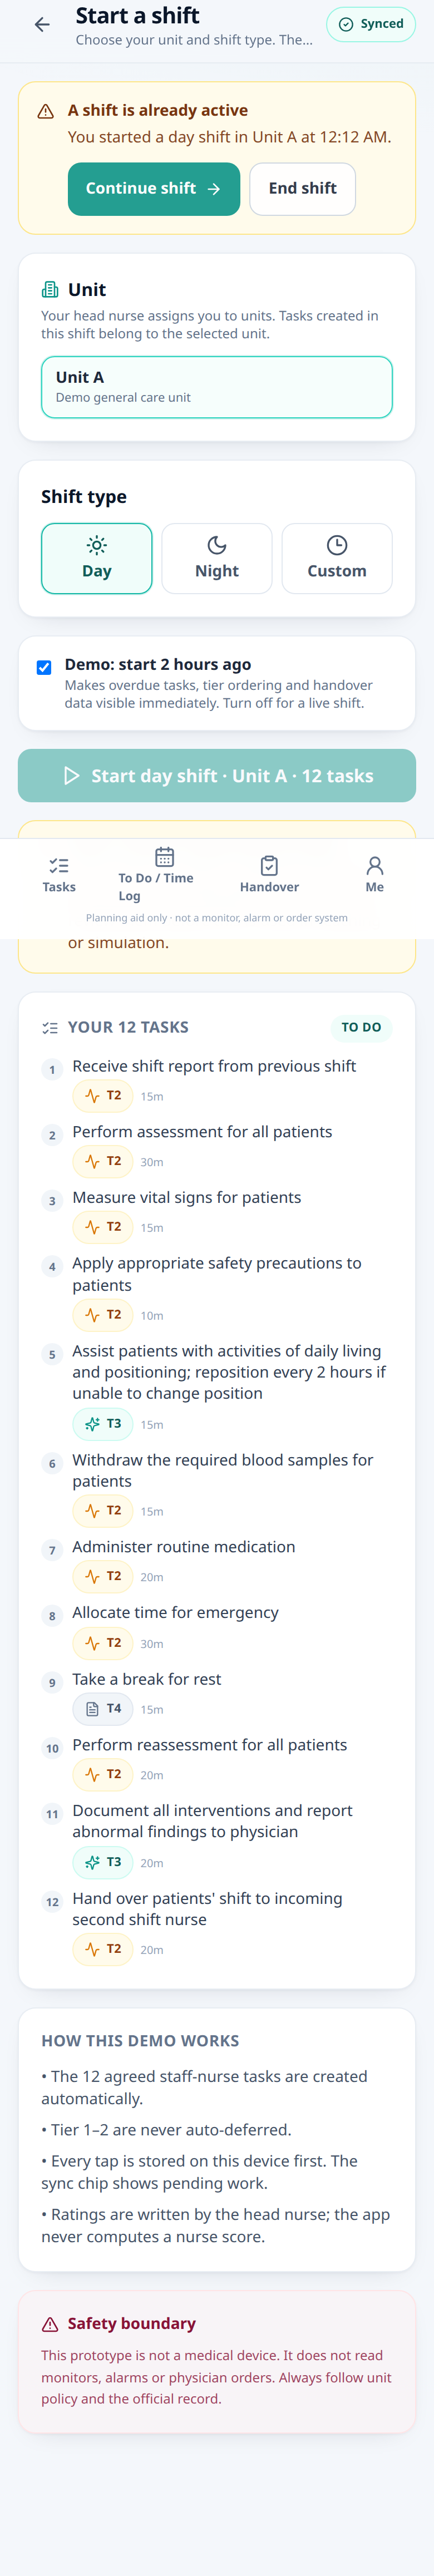 Start a shift
Choose your unit and shift type. The...
Synced
A shift is already active
You started a day shift in Unit A at 12:12 AM.
Continue shift
End shift
Unit
Your head nurse assigns you to units. Tasks created in
this shift belong to the selected unit.
Unit A
Demo general care unit
Shift type
Day
Night
Custom
Demo: start 2 hours ago
Makes overdue tasks, tier ordering and handover
data visible immediately. Turn off for a live shift.
Start day shift · Unit A · 12 tasks
Tasks
To Do / Time
Log
Handover
Me
Planning aid only · not a monitor, alarm or order system
or simulation.
YOUR 12 TASKS
TO DO
1 Receive shift report from previous shift
T2 15m
2 Perform assessment for all patients
T2 30m
3 Measure vital signs for patients
T2 15m
4 Apply appropriate safety precautions to
patients
T2 10m
5 Assist patients with activities of daily living
and positioning; reposition every 2 hours if
unable to change position
T3 15m
6 Withdraw the required blood samples for
patients
T2 15m
7 Administer routine medication
T2 20m
8 Allocate time for emergency
T2 30m
9 Take a break for rest
T4 15m
10 Perform reassessment for all patients
T2 20m
11 Document all interventions and report
abnormal findings to physician
T3 20m
12 Hand over patients' shift to incoming
second shift nurse
T2 20m
HOW THIS DEMO WORKS
• The 12 agreed staff-nurse tasks are created
automatically.
• Tier 1–2 are never auto-deferred.
• Every tap is stored on this device first. The
sync chip shows pending work.
• Ratings are written by the head nurse; the app
never computes a nurse score.
Safety boundary
This prototype is not a medical device. It does not read
monitors, alarms or physician orders. Always follow unit
policy and the official record.